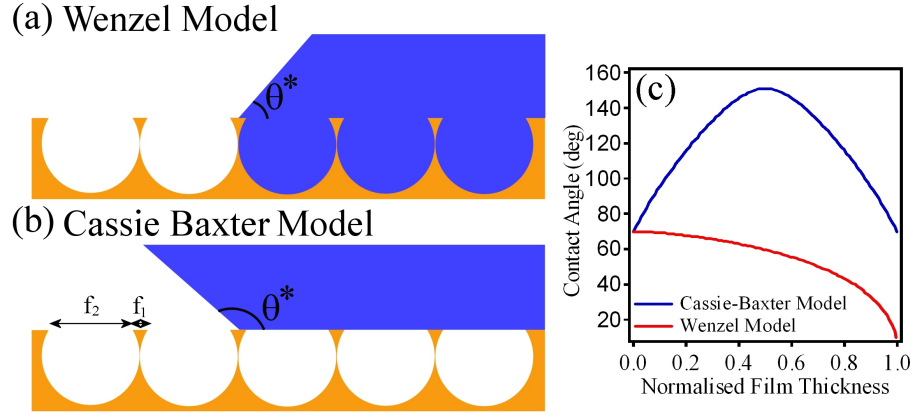 (a) Wenzel Model
θ*
(b) Cassie Baxter Model
f₂ f₁
θ*
(c)
Contact Angle (deg)
160
140
120
100
80
60
40
20
Cassie-Baxter Model
Wenzel Model
0.0 0.2 0.4 0.6 0.8 1.0
Normalised Film Thickness